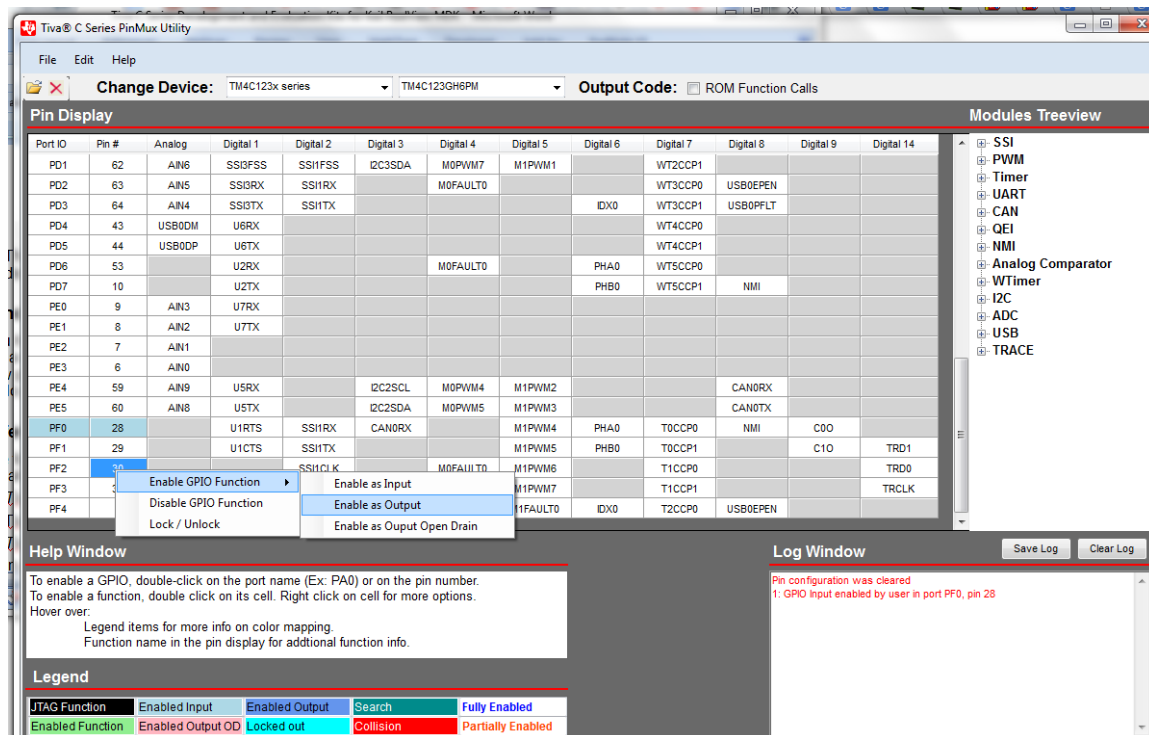 Tiva® C Series PinMux Utility
File Edit Help
Change Device: TM4C123x series TM4C123GH6PM Output Code: ROM Function Calls
Pin Display
Modules Treeview
Port IO Pin # Analog Digital 1 Digital 2 Digital 3 Digital 4 Digital 5 Digital 6 Digital 7 Digital 8 Digital 9 Digital 14
PD1 62 AIN6 SSI3FSS SSI1FSS I2C3SDA M0PWM7 M1PWM1 WT2CCP1
PD2 63 AIN5 SSI3RX SSI1RX M0FAULT0 WT3CCP0 USB0EPEN
PD3 64 AIN4 SSI3TX SSI1TX IDX0 WT3CCP1 USB0PFLT
PD4 43 USB0DM U6RX WT4CCP0
PD5 44 USB0DP U6TX WT4CCP1
PD6 53 U2RX M0FAULT0 PHA0 WT5CCP0
PD7 10 U2TX PHB0 WT5CCP1 NMI
PE0 9 AIN3 U7RX
PE1 8 AIN2 U7TX
PE2 7 AIN1
PE3 6 AIN0
PE4 59 AIN9 U5RX I2C2SCL M0PWM4 M1PWM2 CAN0RX
PE5 60 AIN8 U5TX I2C2SDA M0PWM5 M1PWM3 CAN0TX
PF0 28 U1RTS SSI1RX CAN0RX M1PWM4 PHA0 T0CCP0 NMI C0O
PF1 29 U1CTS SSI1TX M1PWM5 PHB0 T0CCP1 C1O TRD1
PF2 30 SSI1CLK M0FAULT0 M1PWM6 T1CCP0 TRD0
PF3 M1PWM7 T1CCP1 TRCLK
PF4 M1FAULT0 IDX0 T2CCP0 USB0EPEN
Enable GPIO Function
Disable GPIO Function
Lock / Unlock
Enable as Input
Enable as Output
Enable as Ouput Open Drain
SSI
PWM
Timer
UART
CAN
QEI
NMI
Analog Comparator
WTimer
I2C
ADC
USB
TRACE
Help Window
To enable a GPIO, double-click on the port name (Ex: PA0) or on the pin number.
To enable a function, double click on its cell. Right click on cell for more options.
Hover over:
Legend items for more info on color mapping.
Function name in the pin display for addtional function info.
Log Window
Save Log Clear Log
Pin configuration was cleared
1: GPIO Input enabled by user in port PF0, pin 28
Legend
JTAG Function Enabled Input Enabled Output Search Fully Enabled
Enabled Function Enabled Output OD Locked out Collision Partially Enabled